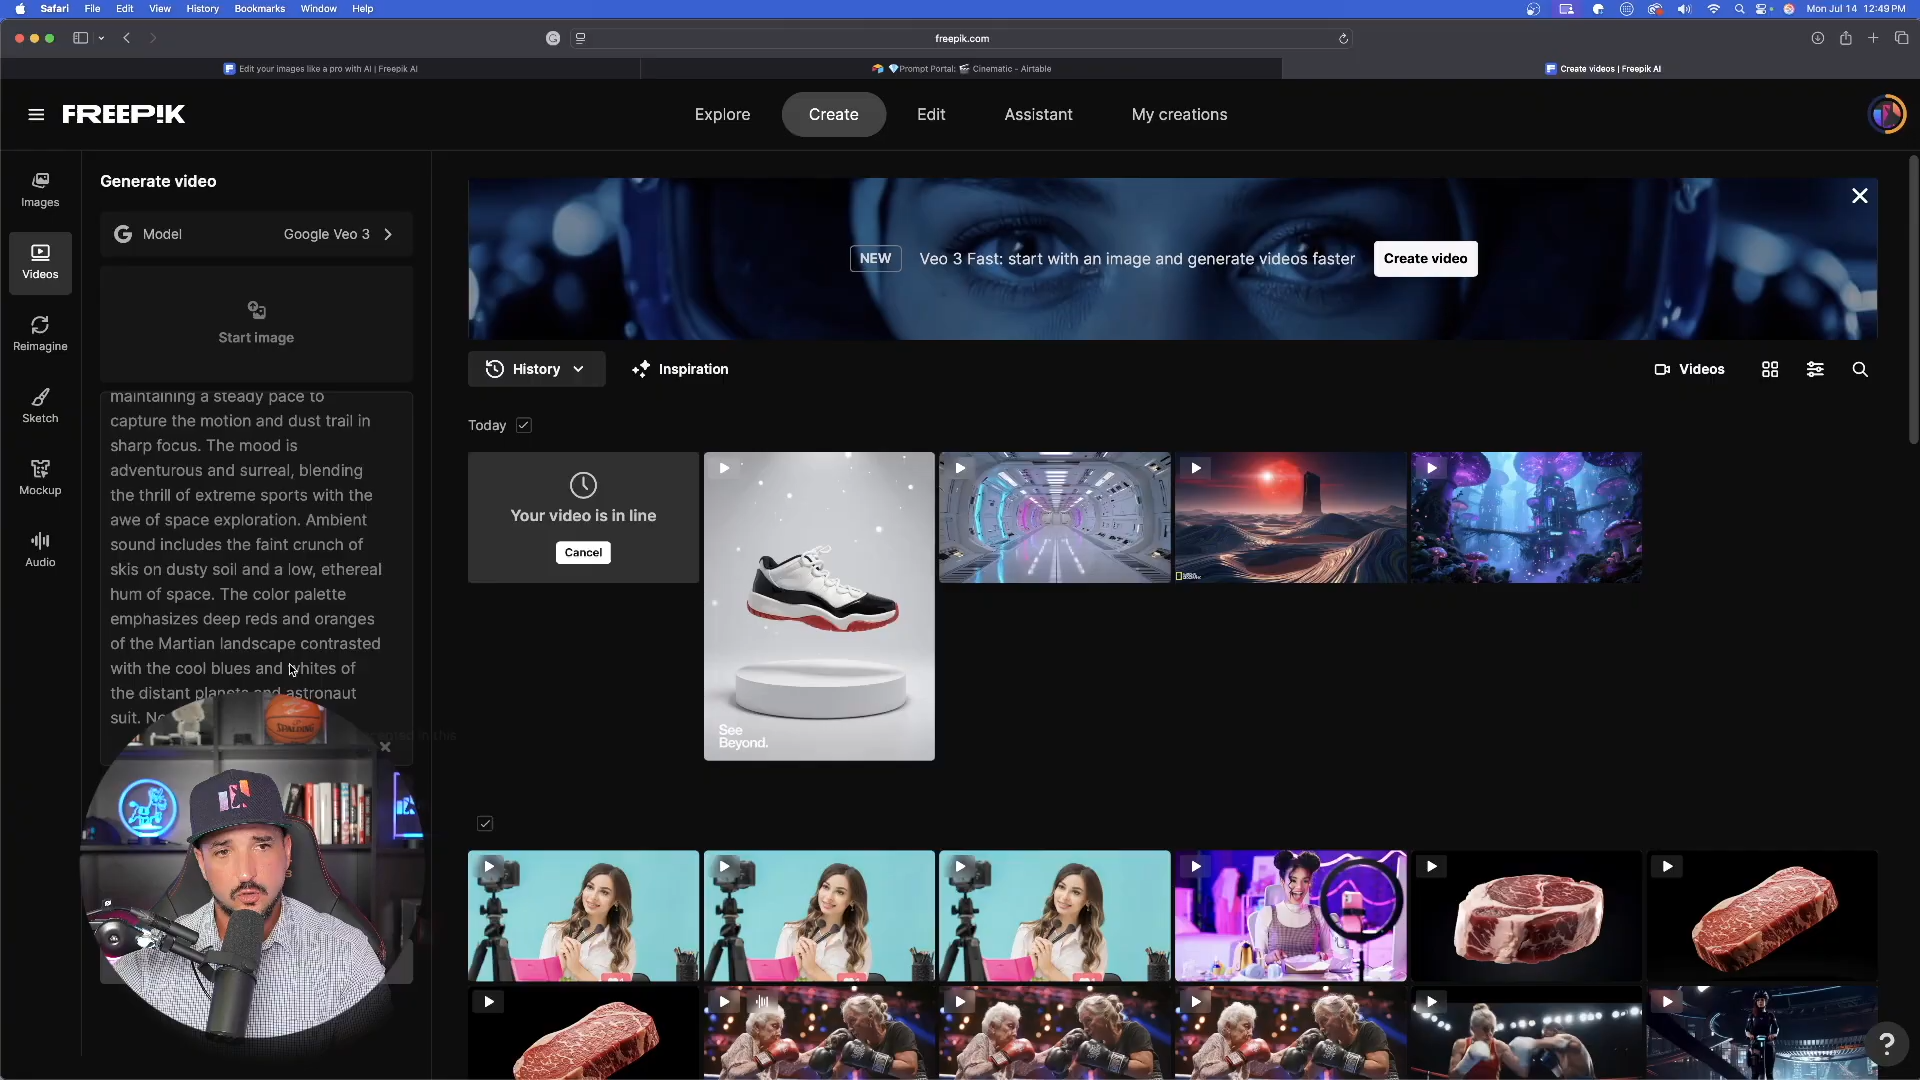 Safari File Edit View History Bookmarks Window Help
Mon Jul 14 12:49 PM
freepik.com
Edit your images like a pro with AI | Freepik AI
Prompt Portal: Cinematic - Airtable
Create videos | Freepik AI
FREEP!K
Explore
Create
Edit
Assistant
My creations
Images
Videos
Reimagine
Sketch
Mockup
Audio
Generate video
Model
Google Veo 3
Start image
maintaining a steady pace to
capture the motion and dust trail in
sharp focus. The mood is
adventurous and surreal, blending
the thrill of extreme sports with the
awe of space exploration. Ambient
sound includes the faint crunch of
skis on dusty soil and a low, ethereal
hum of space. The color palette
emphasizes deep reds and oranges
of the Martian landscape contrasted
with the cool blues and whites of
the distant planets and astronaut
suit.
SPALDING
NEW
Veo 3 Fast: start with an image and generate videos faster
Create video
History
Inspiration
Videos
Today
Your video is in line
Cancel
See
Beyond.
?